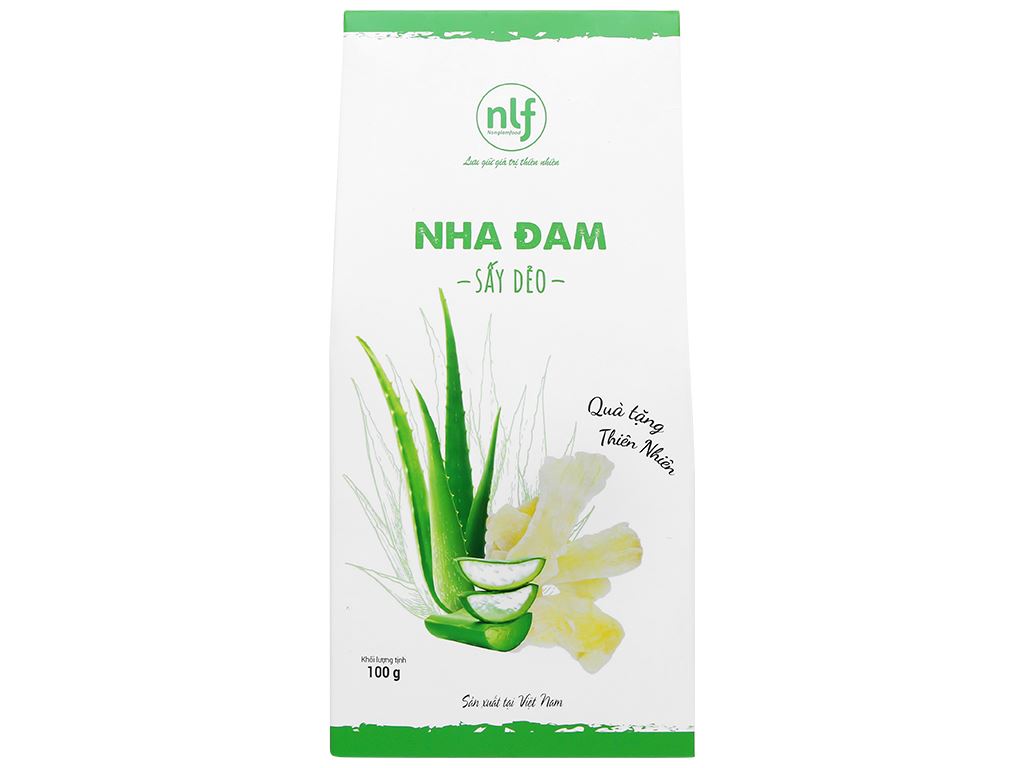 nlf
Nonglamfood
Lưu giữ giá trị thiên nhiên
NHA ĐAM
-SẤY DẺO-
Quà tặng
Thiên Nhiên
Khối lượng tịnh
100 g
Sản xuất tại Việt Nam